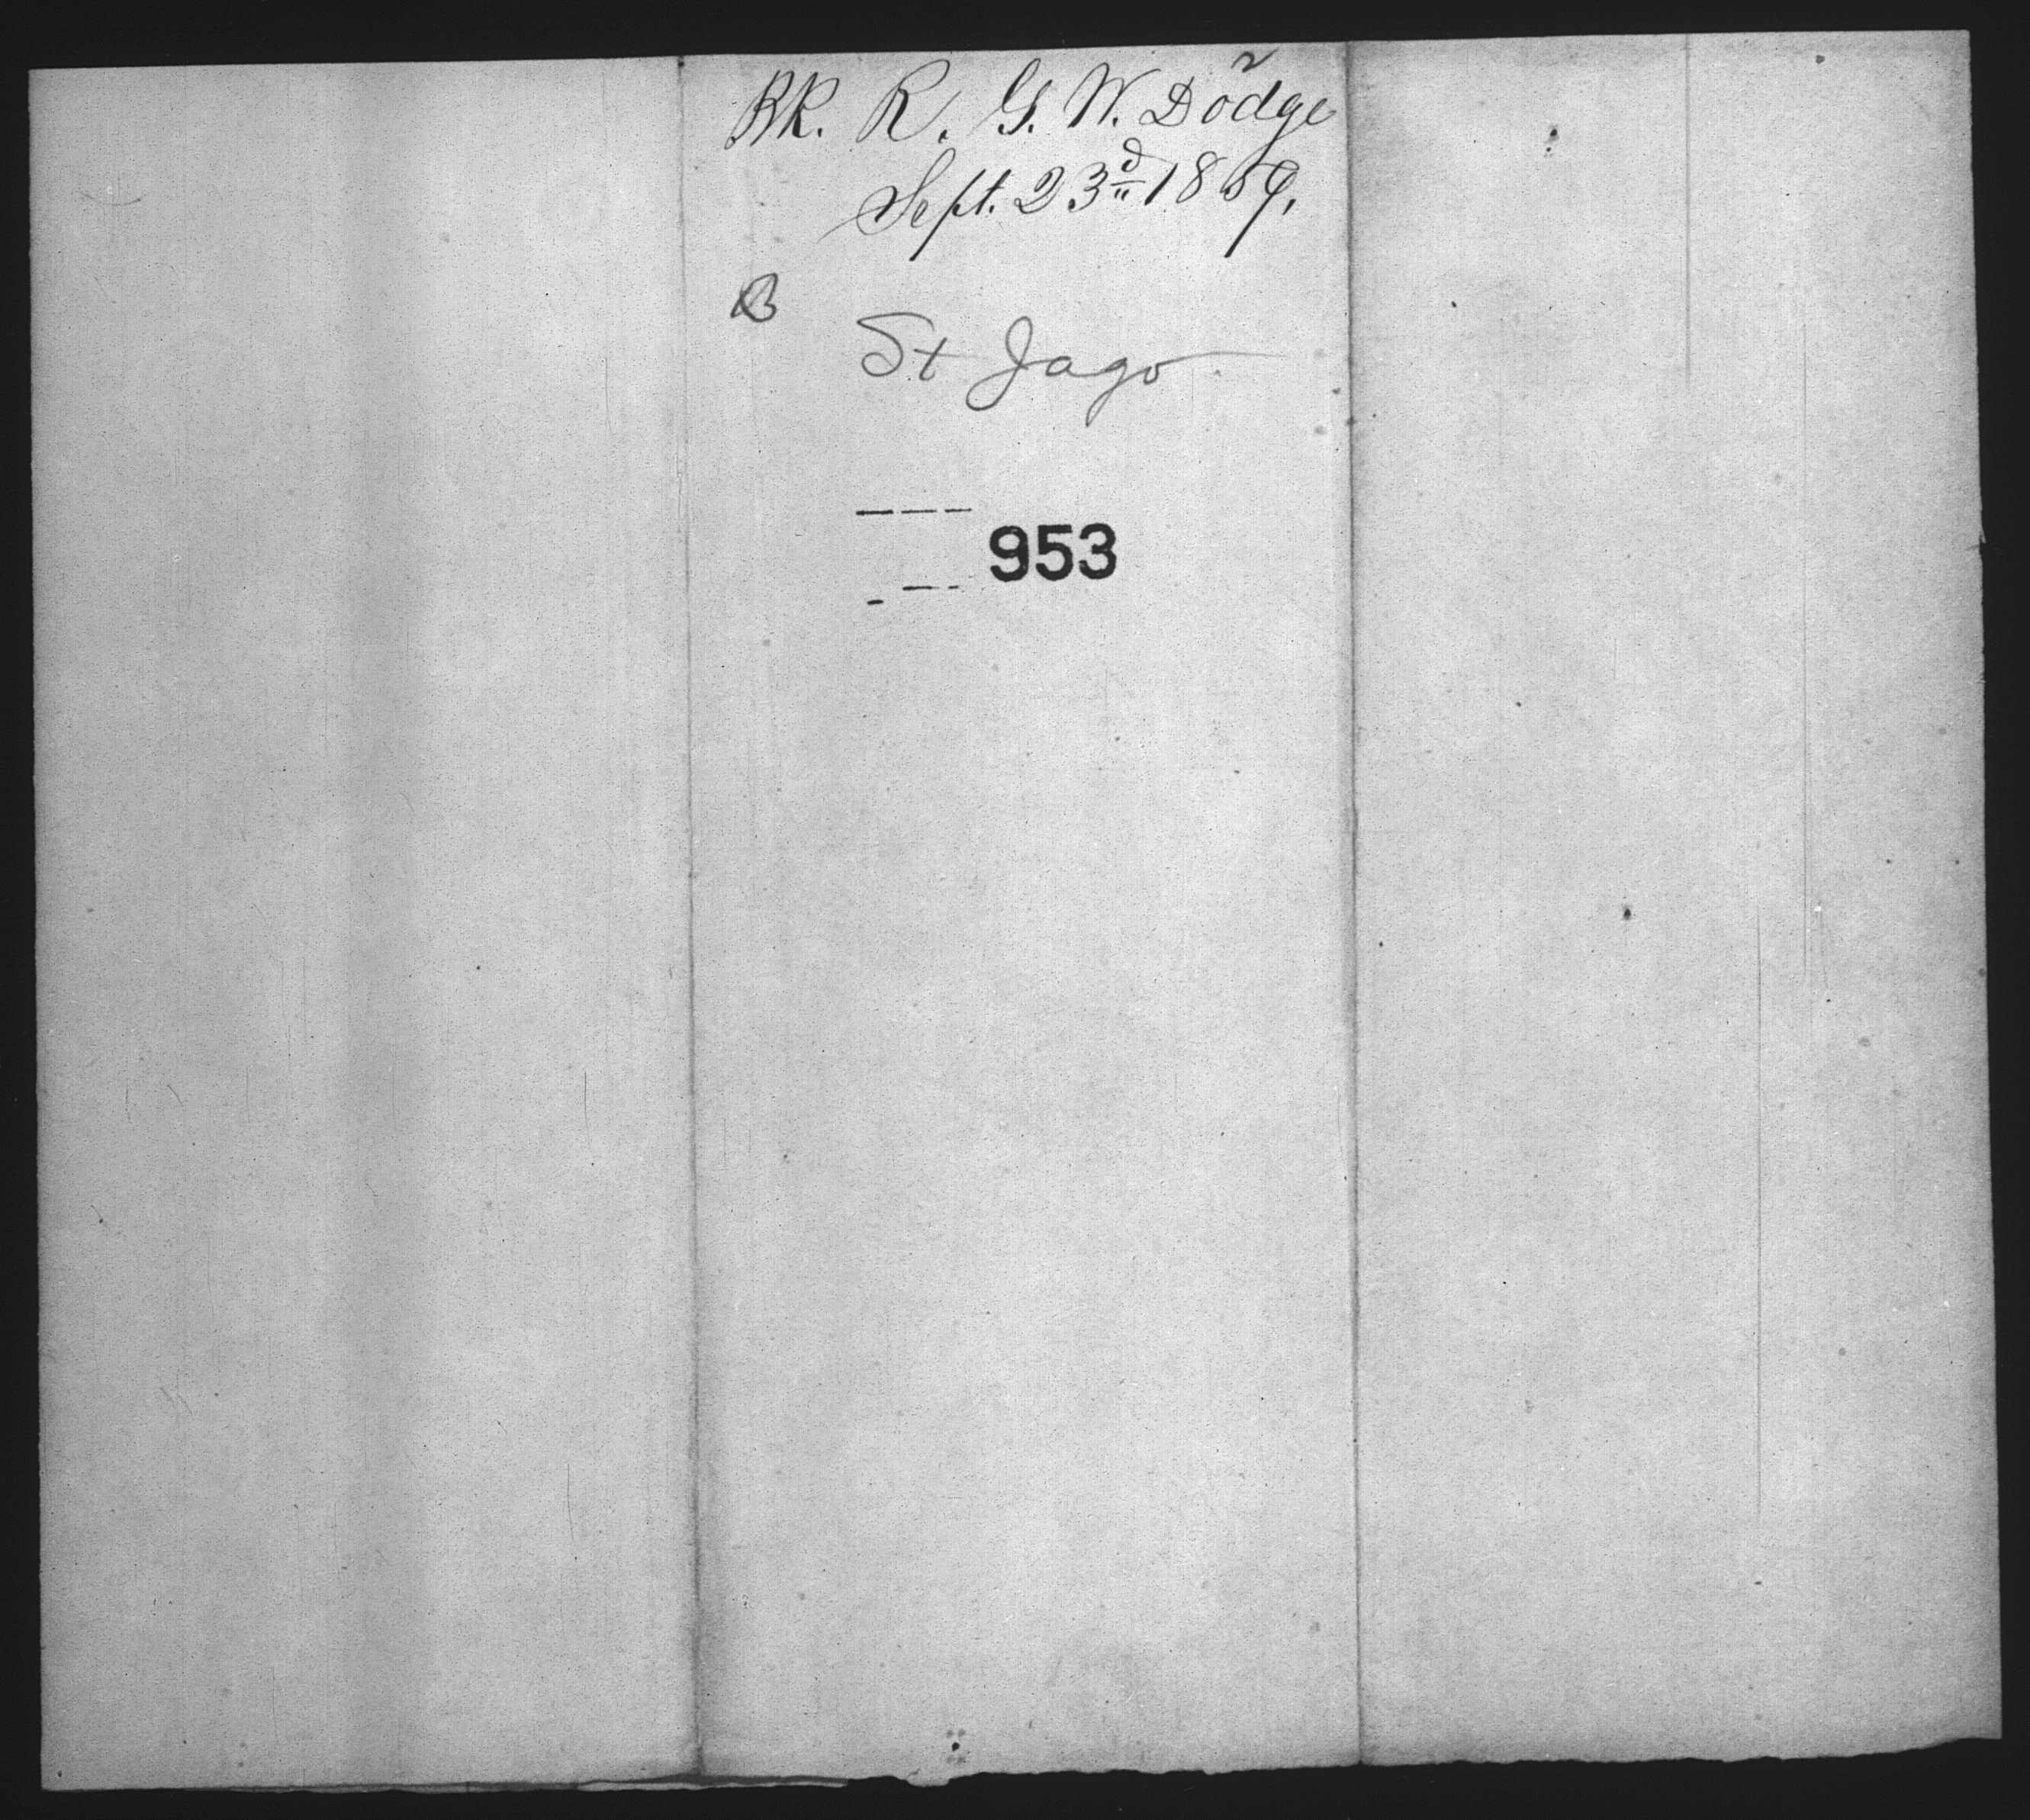 Bk. R. G. W. Dodge
Sept. 23d 1859.
B
St Jago
953